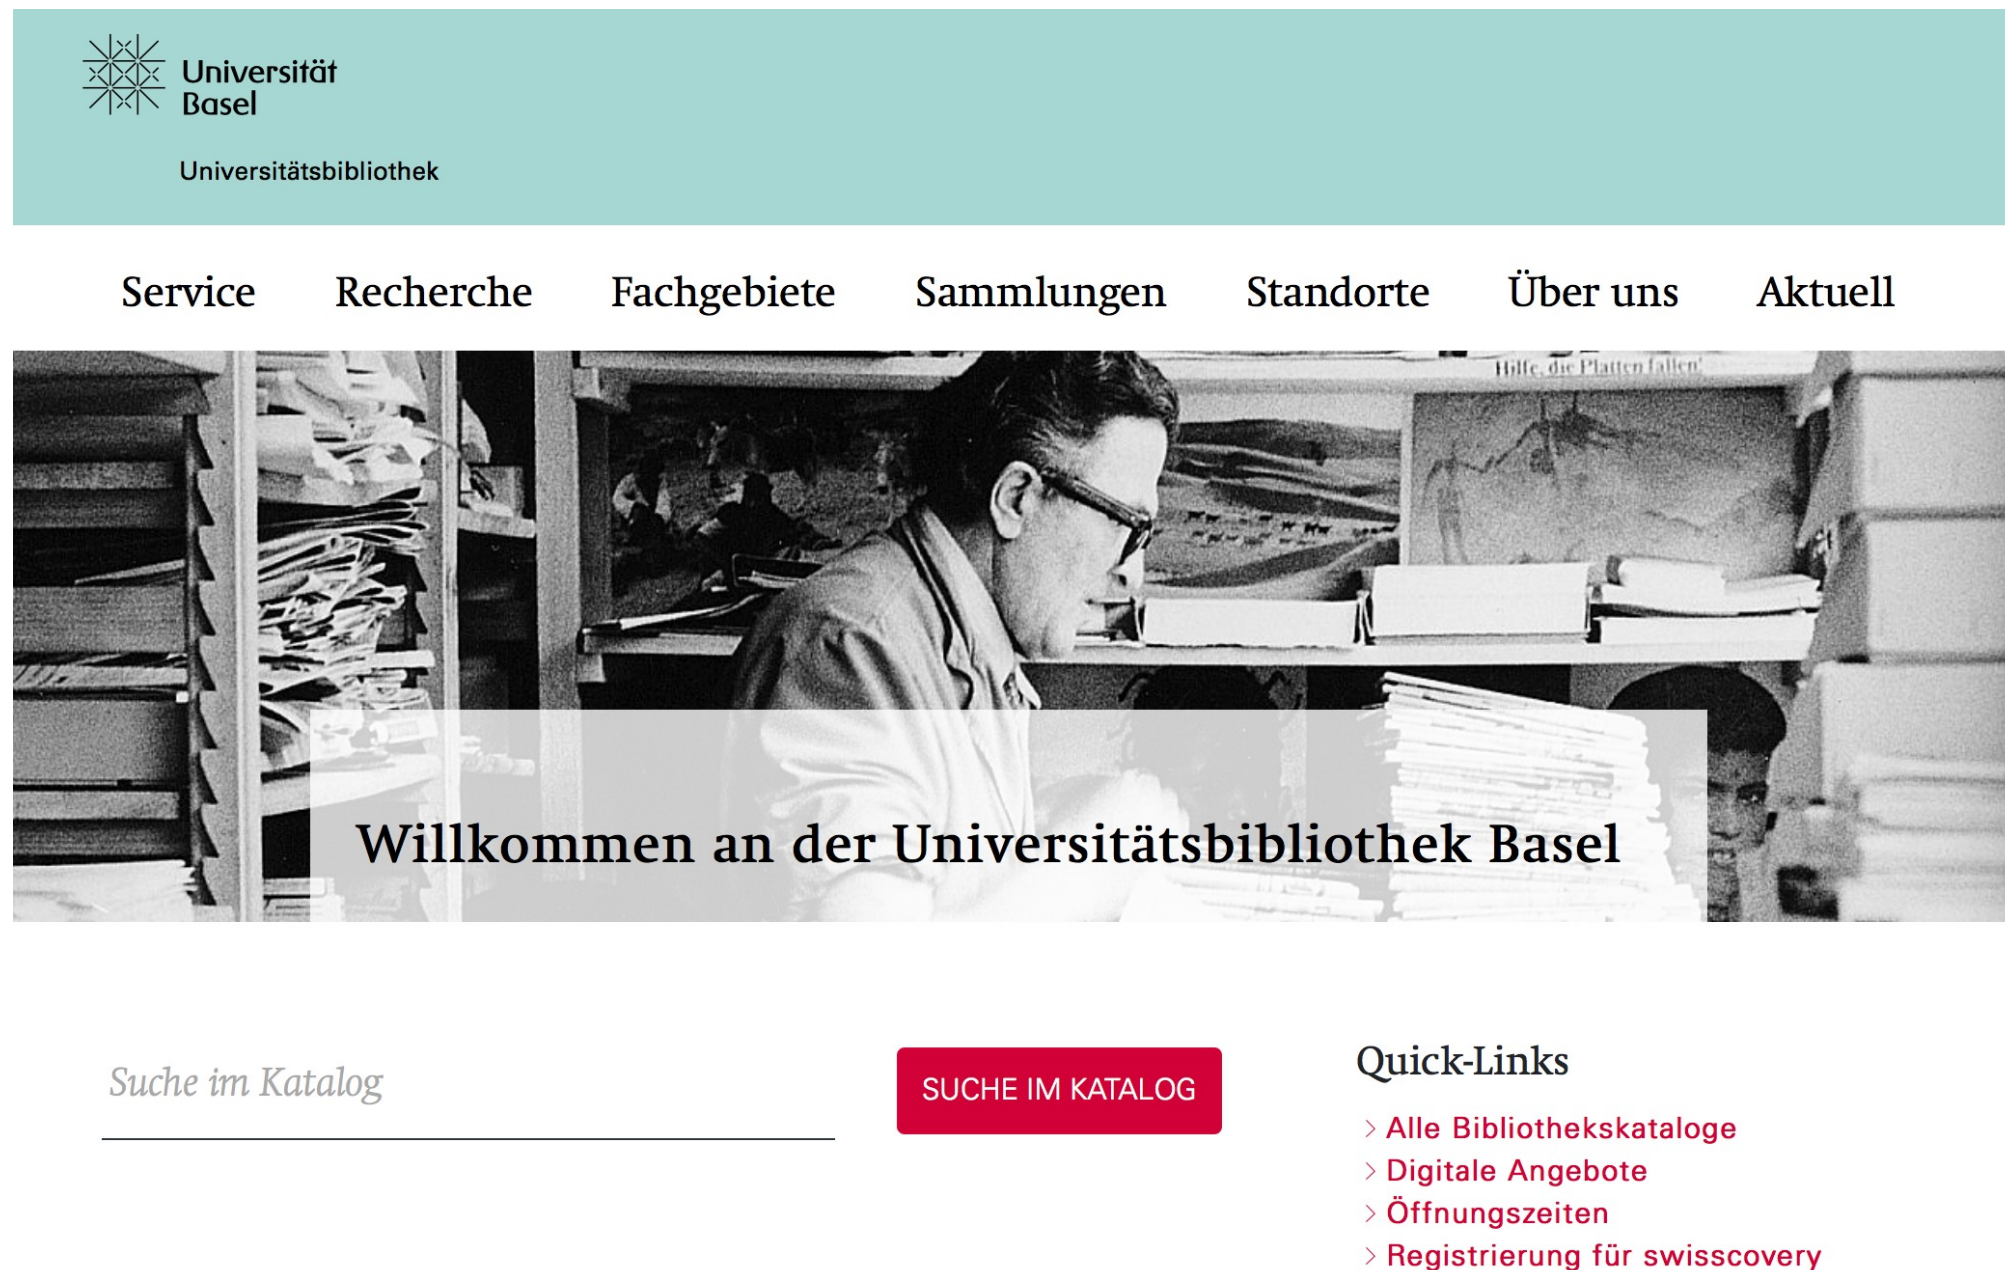 Universität
Basel
Universitätsbibliothek
Service Recherche Fachgebiete Sammlungen Standorte Über uns Aktuell
Hilfe, die Platten fallen!
Willkommen an der Universitätsbibliothek Basel
Suche im Katalog
SUCHE IM KATALOG
Quick-Links
> Alle Bibliothekskataloge
> Digitale Angebote
> Öffnungszeiten
> Registrierung für swisscovery